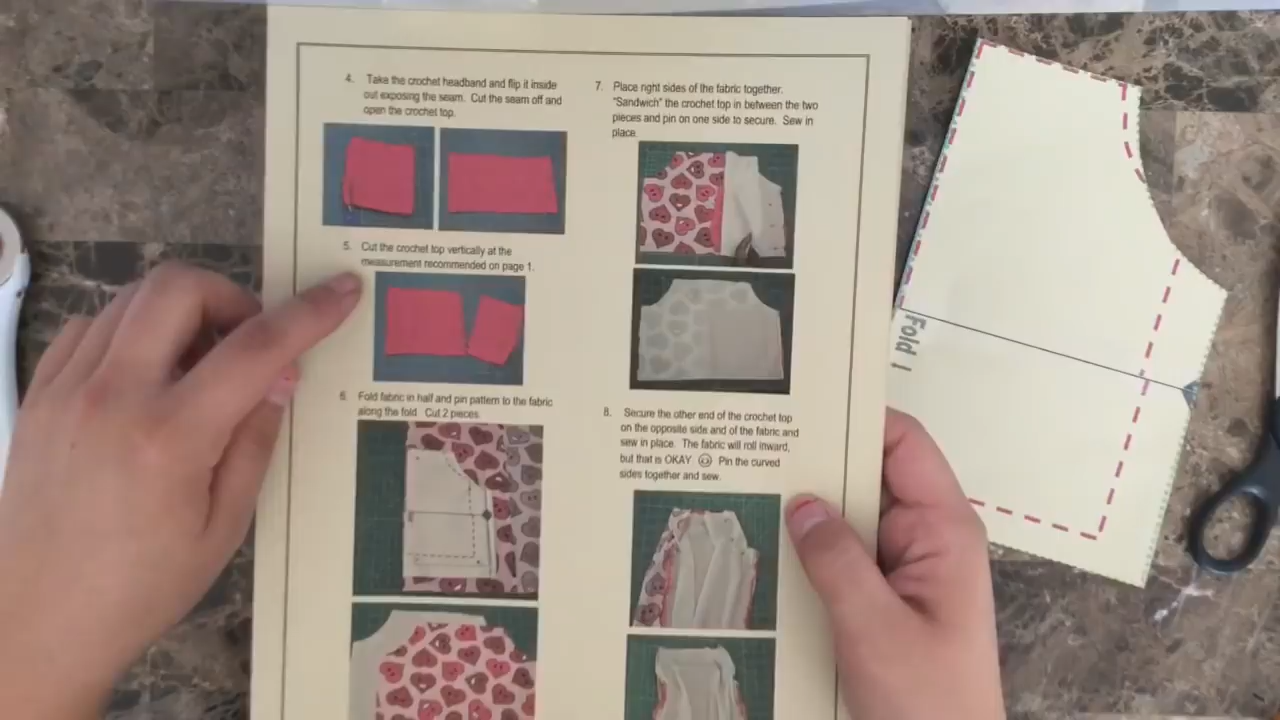 4. Take the crochet headband and flip it inside
out exposing the seam. Cut the seam off and
open the crochet top.
5. Cut the crochet top vertically at the
measurement recommended on page 1.
6. Fold fabric in half and pin pattern to the fabric
along the fold. Cut 2 pieces.
7. Place right sides of the fabric together.
"Sandwich" the crochet top in between the two
pieces and pin on one side to secure. Sew in
place.
8. Secure the other end of the crochet top
on the opposite side and of the fabric and
sew in place. The fabric will roll inward,
but that is OKAY ☺ Pin the curved
sides together and sew.
Fold